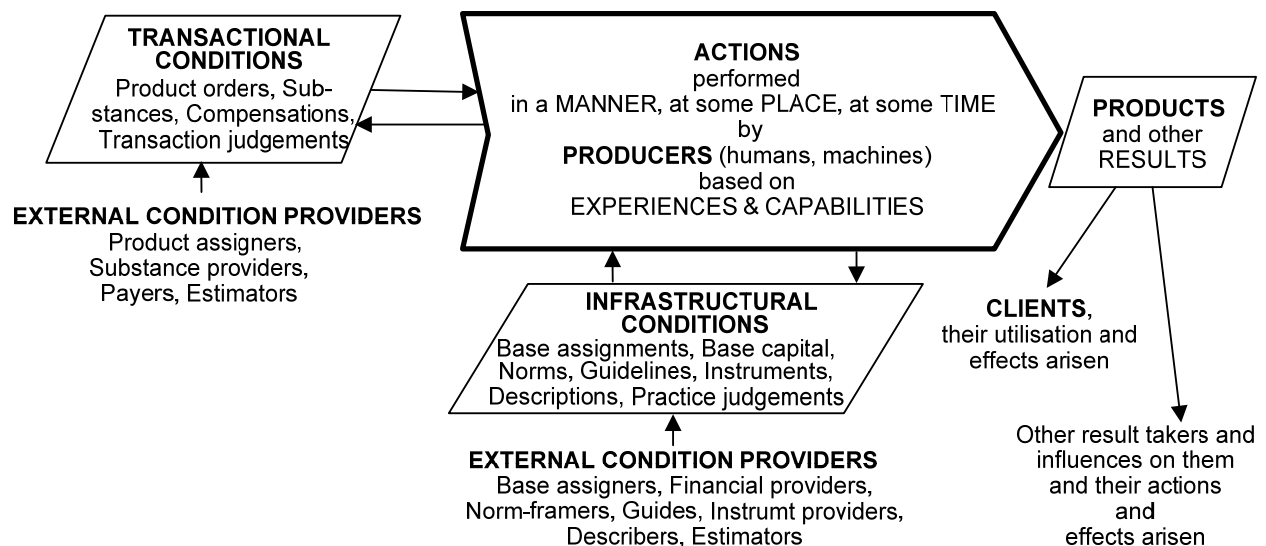 TRANSACTIONAL
CONDITIONS
Product orders, Sub-
stances, Compensations,
Transaction judgements
EXTERNAL CONDITION PROVIDERS
Product assigners,
Substance providers,
Payers, Estimators
ACTIONS
performed
in a MANNER, at some PLACE, at some TIME
by
PRODUCERS (humans, machines)
based on
EXPERIENCES & CAPABILITIES
INFRASTRUCTURAL
CONDITIONS
Base assignments, Base capital,
Norms, Guidelines, Instruments,
Descriptions, Practice judgements
EXTERNAL CONDITION PROVIDERS
Base assigners, Financial providers,
Norm-framers, Guides, Instrumt providers,
Describers, Estimators
PRODUCTS
and other
RESULTS
CLIENTS,
their utilisation and
effects arisen
Other result takers and
influences on them
and their actions
and
effects arisen